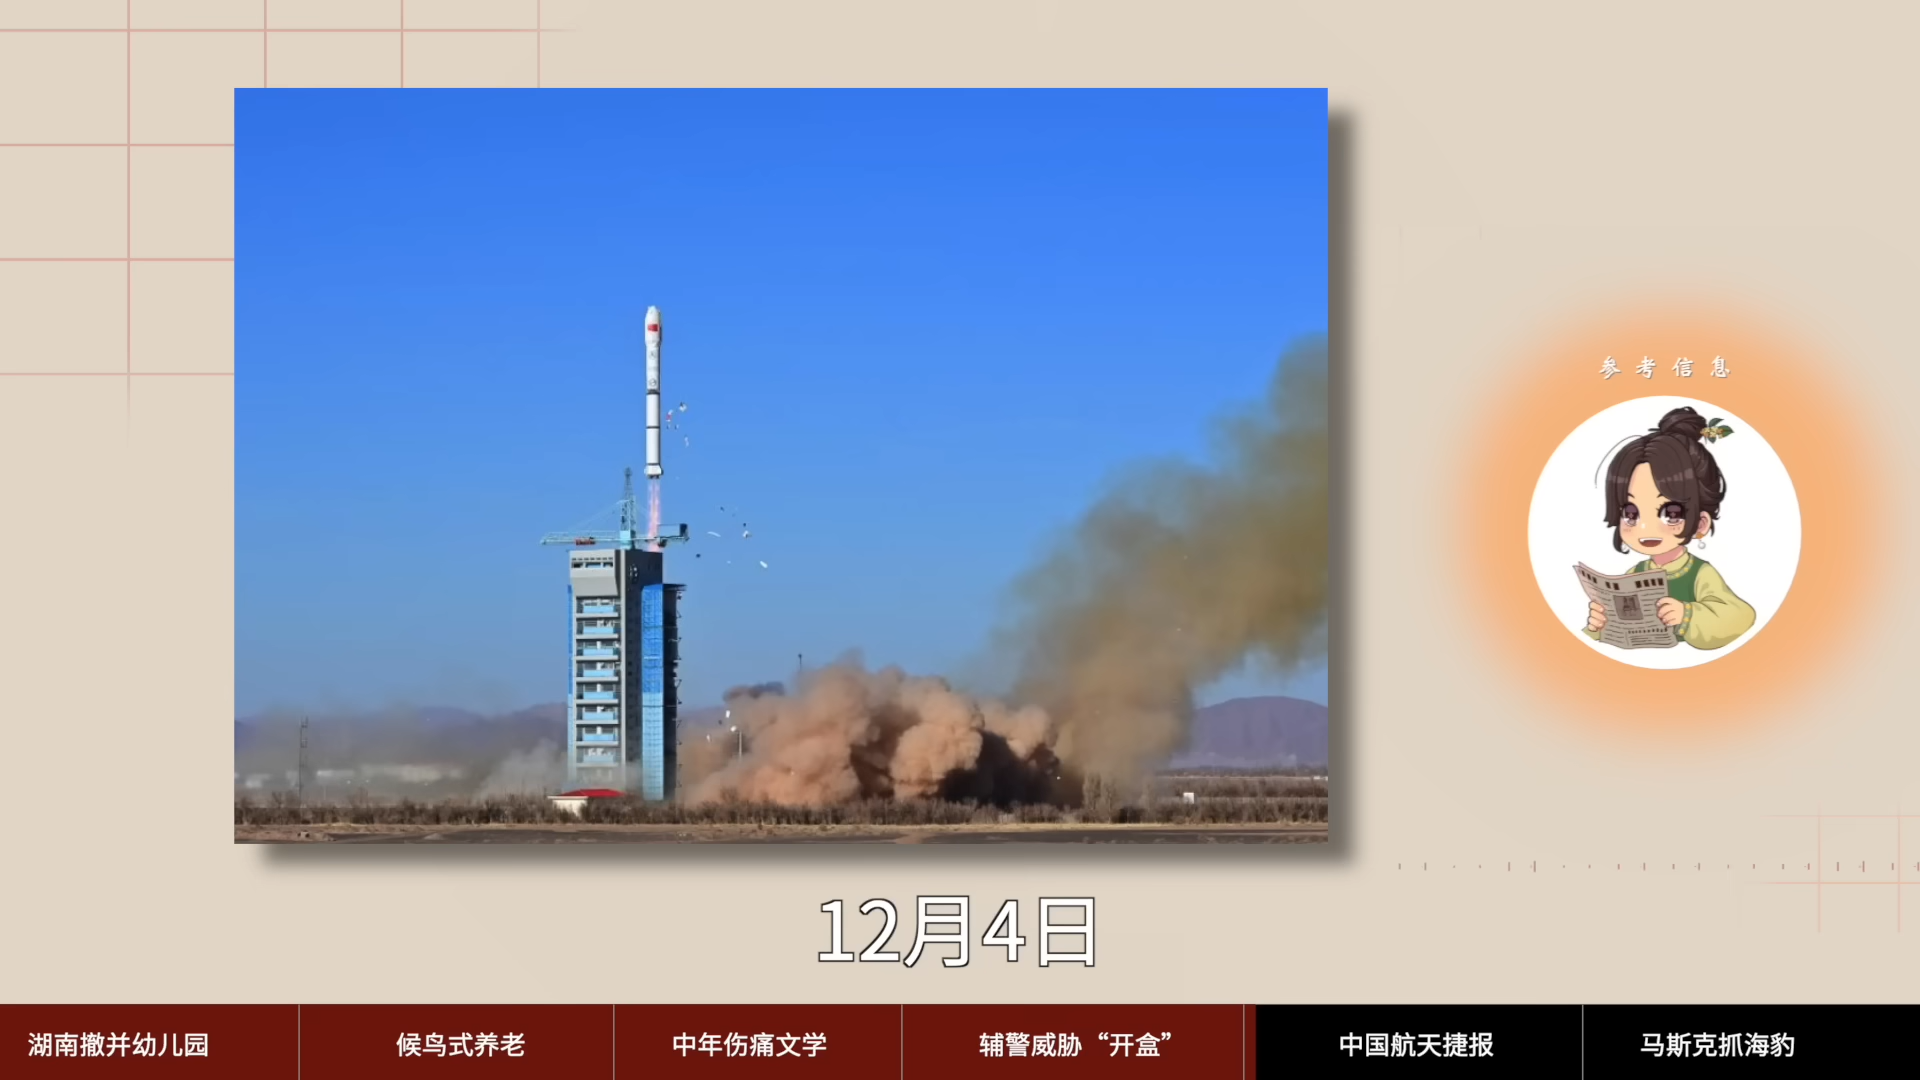 参考信息
12月4日
湖南撤并幼儿园
候鸟式养老
中年伤痛文学
辅警威胁“开盒”
中国航天捷报
马斯克抓海豹